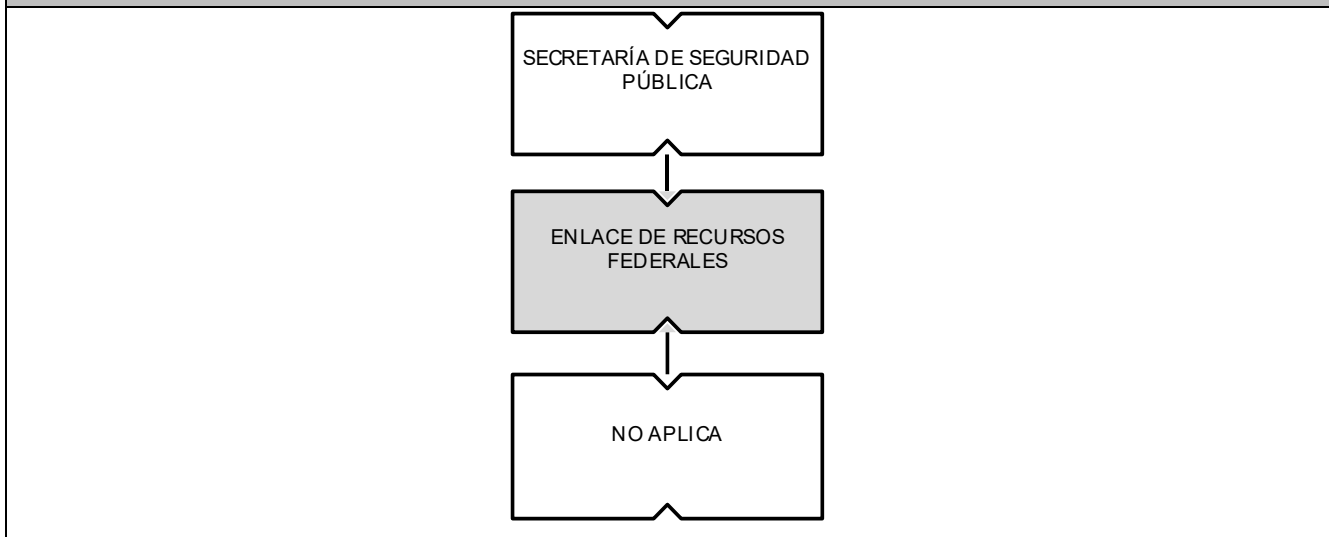 SECRETARÍA DE SEGURIDAD
PÚBLICA
ENLACE DE RECURSOS
FEDERALES
NO APLICA